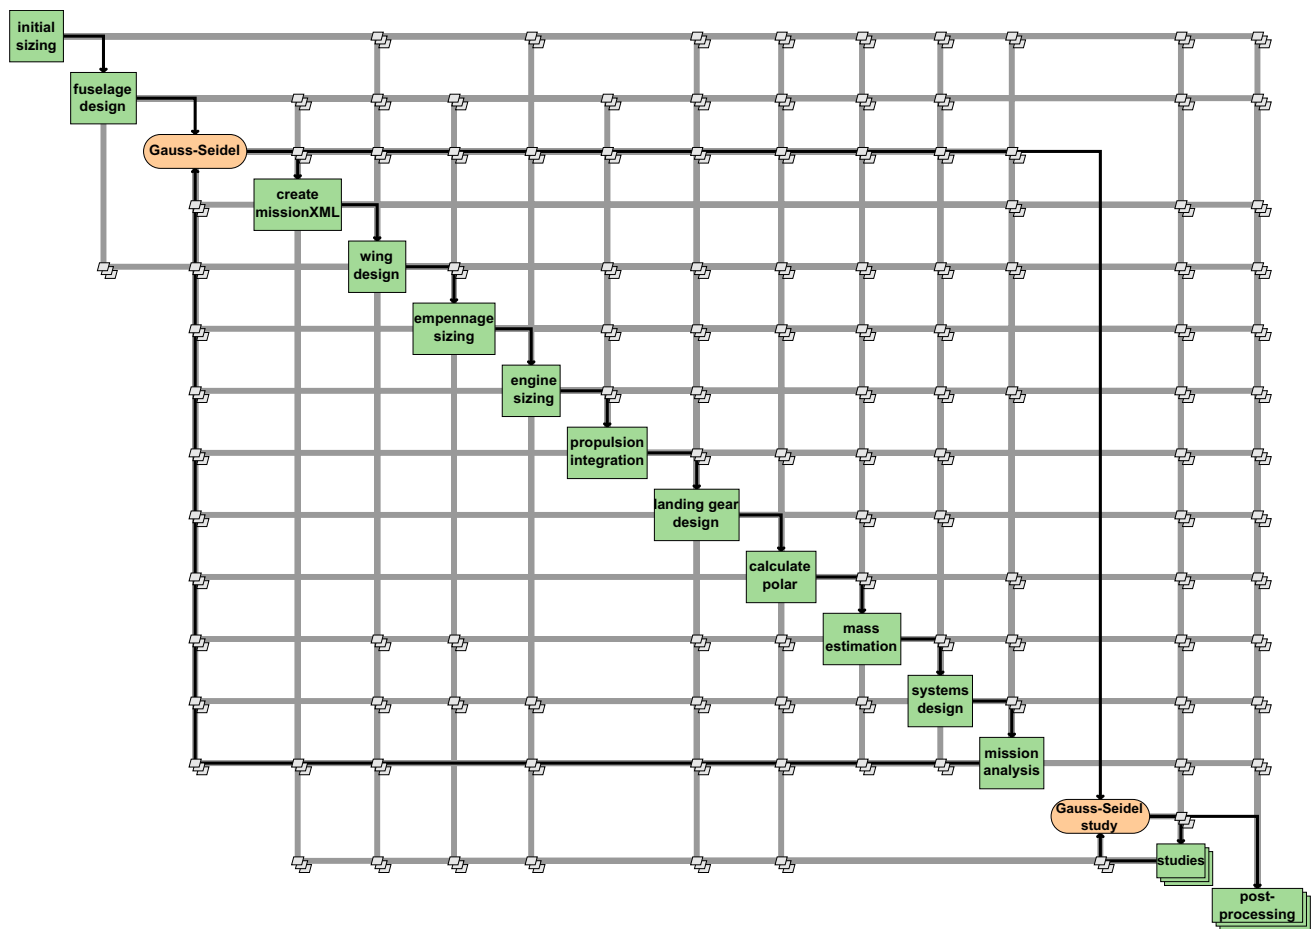 initial
sizing
fuselage
design
Gauss-Seidel
create
missionXML
wing
design
empennage
sizing
engine
sizing
propulsion
integration
landing gear
design
calculate
polar
mass
estimation
systems
design
mission
analysis
Gauss-Seidel
study
studies
post-
processing